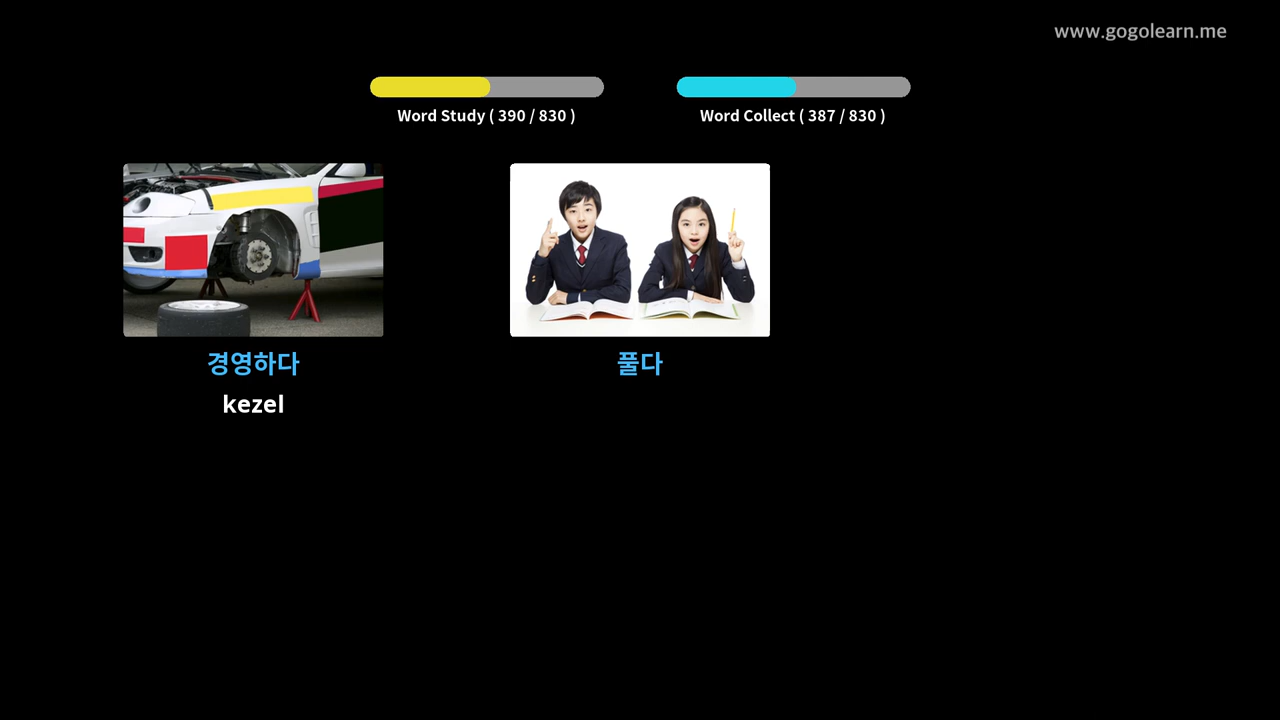 www.gogolearn.me
Word Study ( 390 / 830 )
Word Collect ( 387 / 830 )
경영하다
풀다
kezel